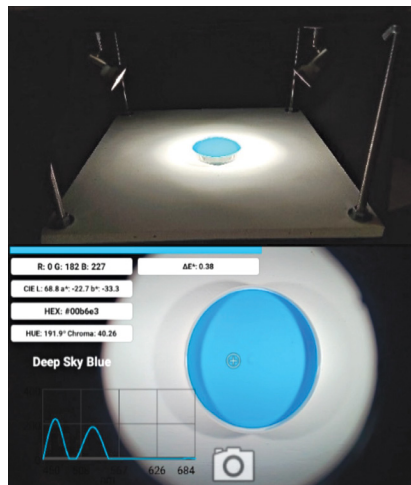 R: 0 G: 182 B: 227
ΔE*: 0.38
CIE L: 68.8 a*: -22.7 b*: -33.3
HEX: #00b6e3
HUE: 191.9° Chroma: 40.26
Deep Sky Blue
626 684